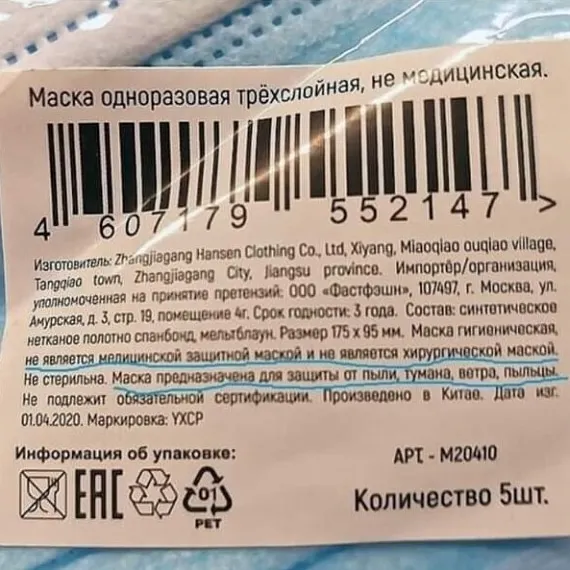 Маска одноразовая трёхслойная, не медицинская.
4 607179 552147 >
Изготовитель: Zhangjiagang Hansen Clothing Co., Ltd, Xiyang, Miaoqiao ouqiao village,
Tangqiao town, Zhangjiagang City, Jiangsu province. Импортёр/организация,
уполномоченная на принятие претензий: ООО «Фастфэшн», 107497, г. Москва, ул.
Амурская, д. 3, стр. 19, помещение 4г. Срок годности: 3 года. Состав: синтетическое
нетканое полотно спанбонд, мельтблаун. Размер 175 х 95 мм. Маска гигиеническая,
не является медицинской защитной маской и не является хирургической маской.
Не стерильна. Маска предназначена для защиты от пыли, тумана, ветра, пыльцы.
Не подлежит обязательной сертификации. Произведено в Китае. Дата изг.
01.04.2020. Маркировка: YXCP
Информация об упаковке:
АРТ. - М20410
EAC
01
PET
Количество 5шт.